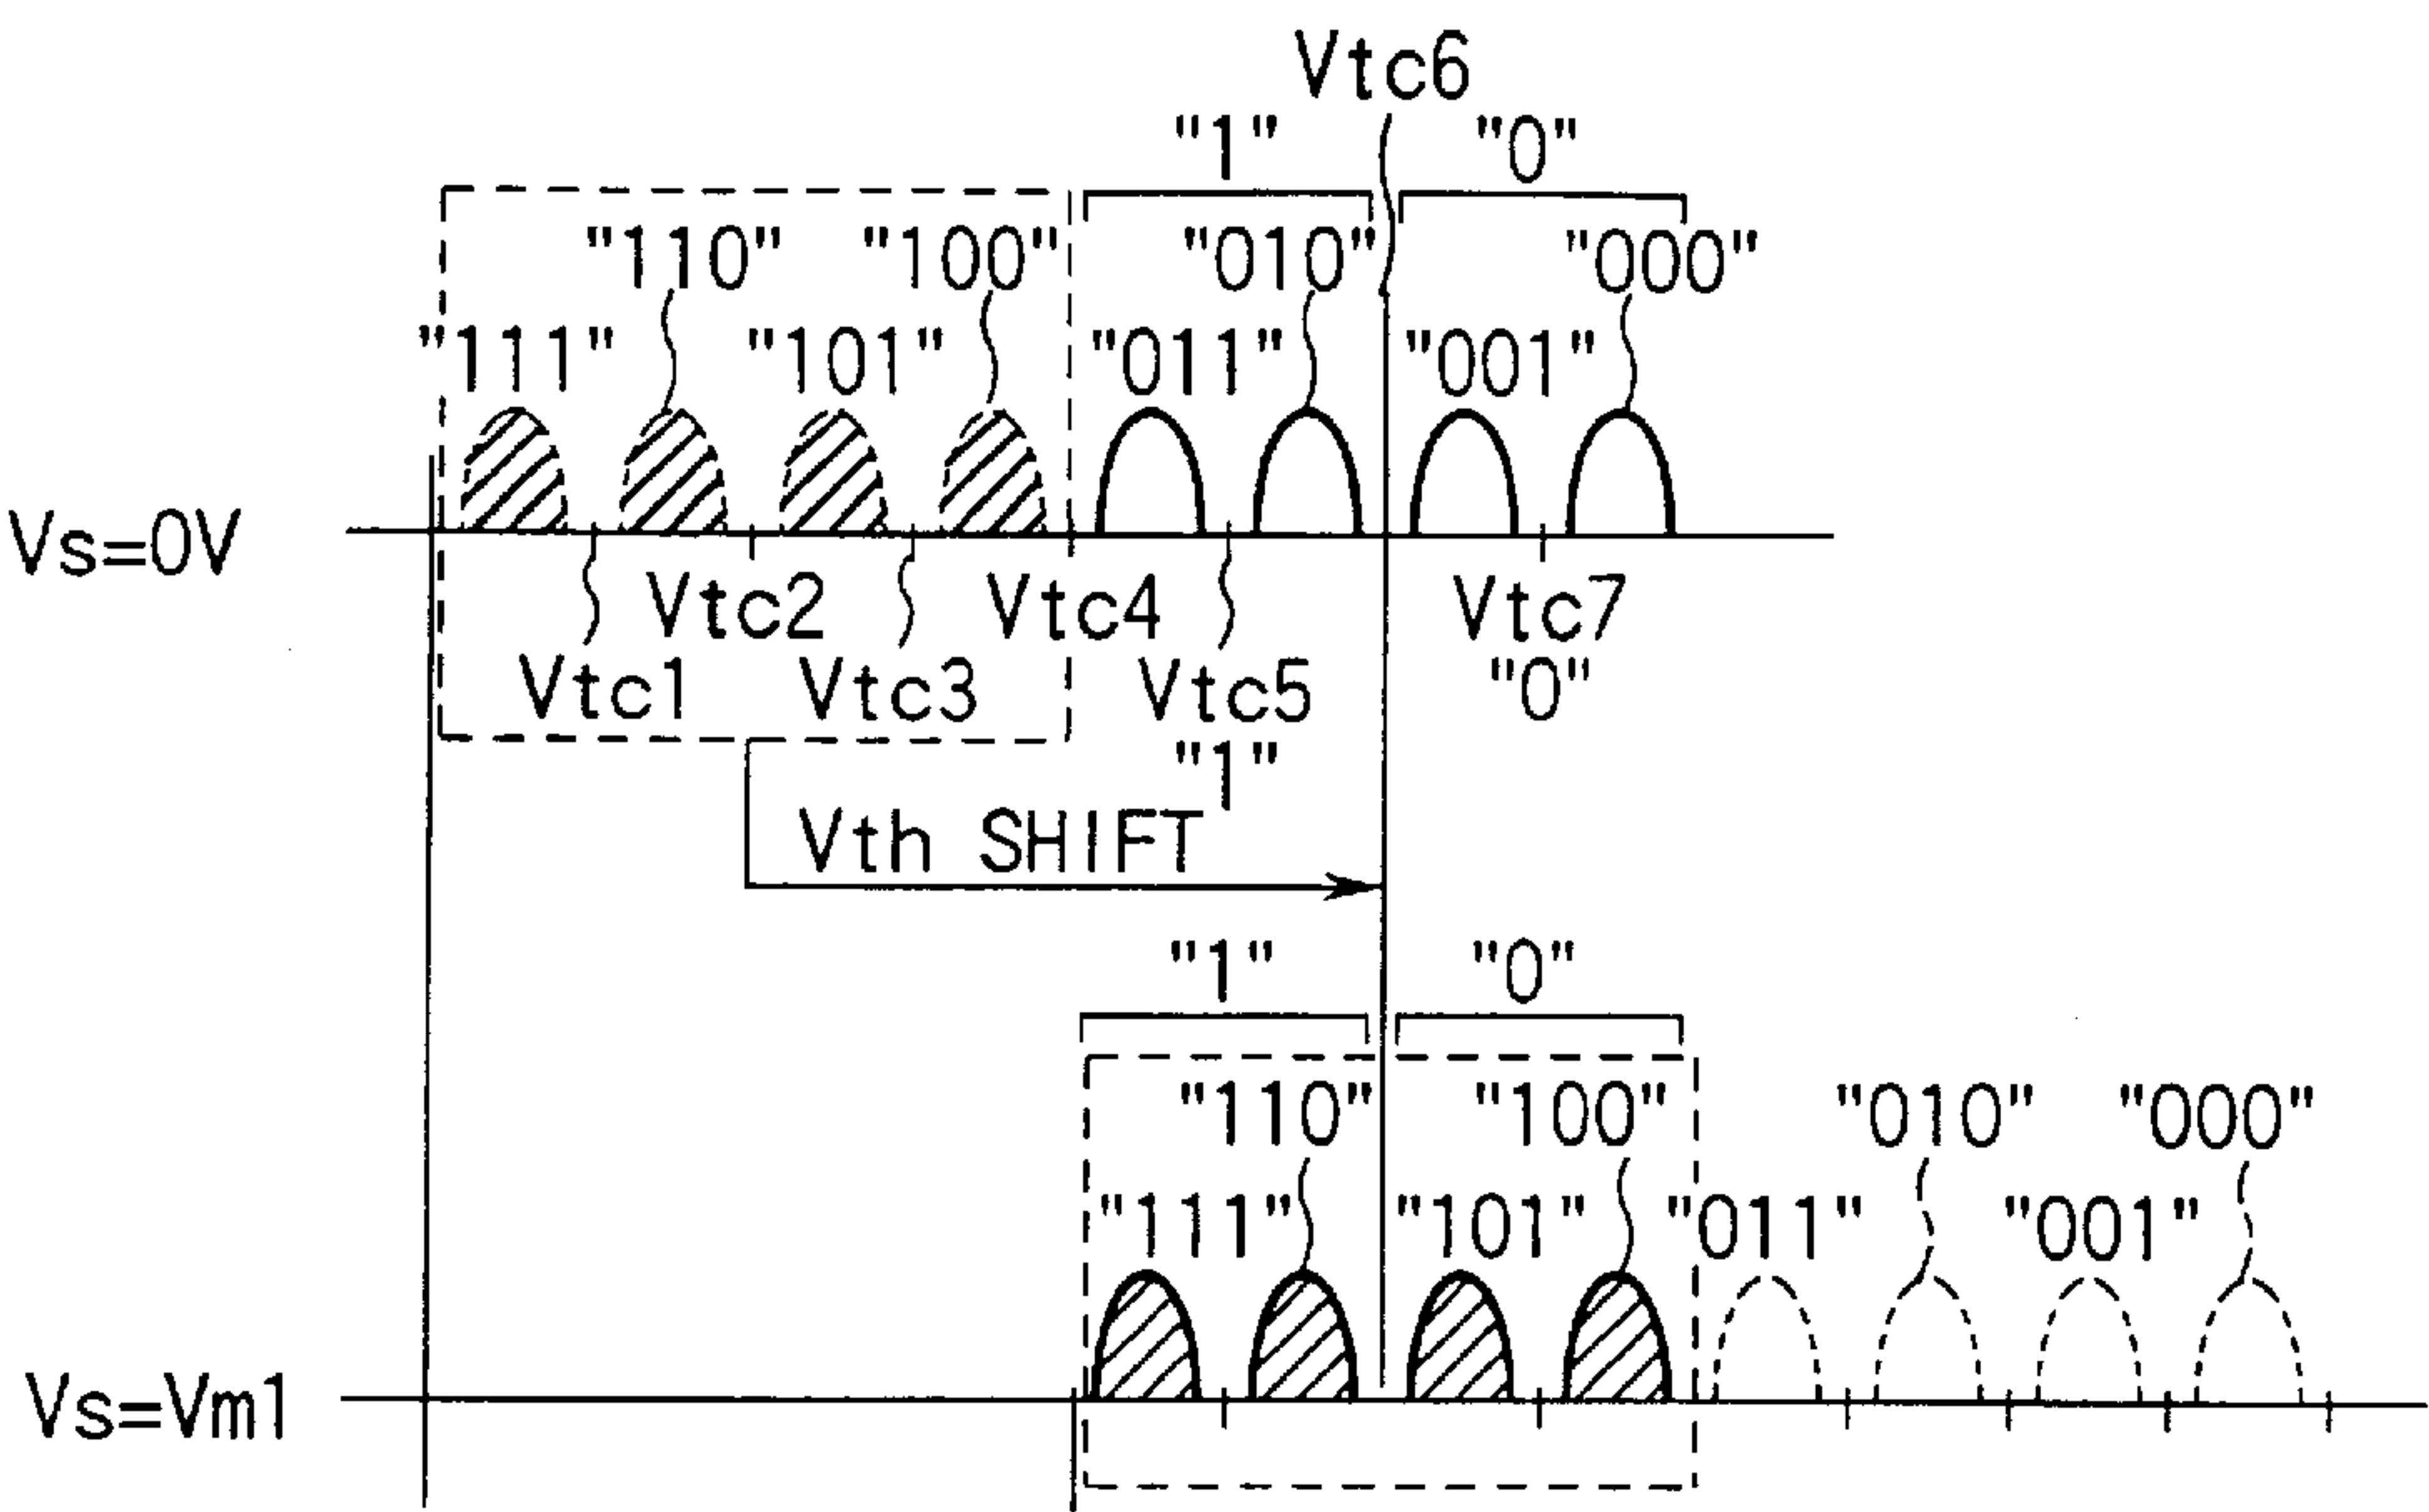 Vtc6
"1" "0"
"110" "100" "010" "000"
"111" "101" "011" "001"
Vs=0V
Vtc2 Vtc4 Vtc7
Vtc1 Vtc3 Vtc5 "0"
"1"
Vth SHIFT
"1" "0"
"110" "100" "010" "000"
"111" "101" "011" "001"
Vs=Vm1